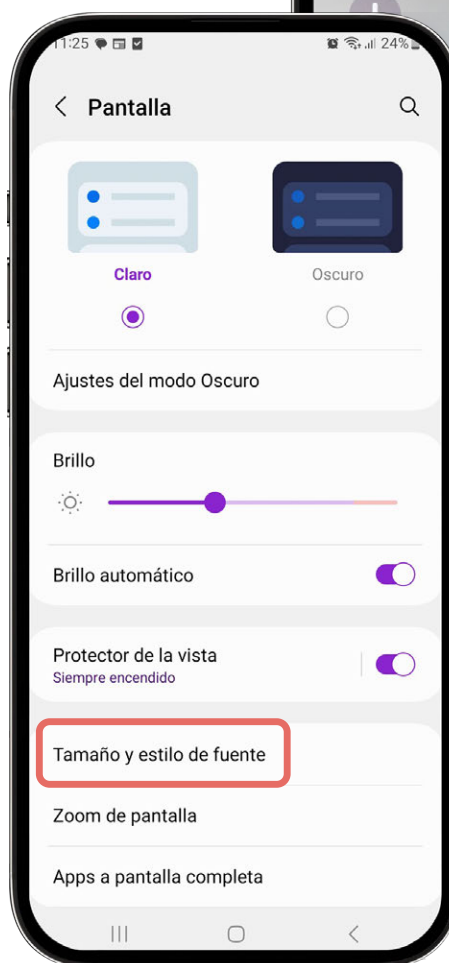 11:25 24%
Pantalla
Claro Oscuro
Ajustes del modo Oscuro
Brillo
Brillo automático
Protector de la vista
Siempre encendido
Tamaño y estilo de fuente
Zoom de pantalla
Apps a pantalla completa